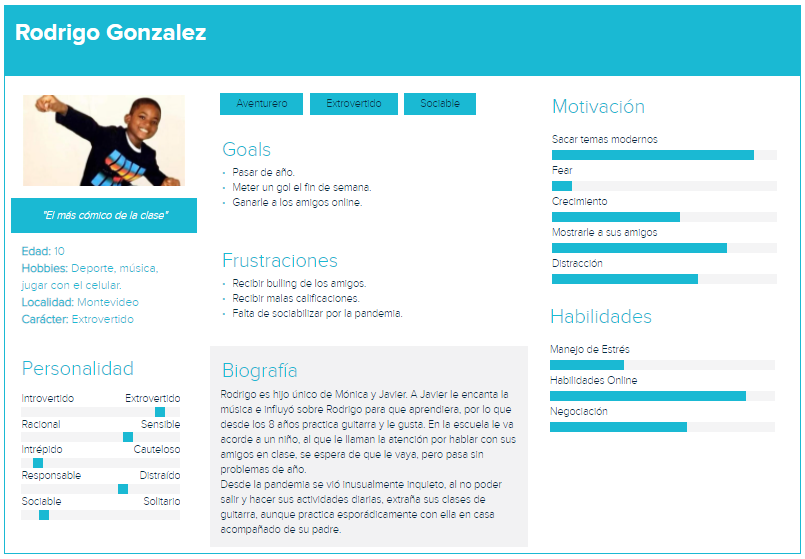 Rodrigo Gonzalez
"El más cómico de la clase"
Edad: 10
Hobbies: Deporte, música,
jugar con el celular.
Localidad: Montevideo
Carácter: Extrovertido
Personalidad
Introvertido Extrovertido
Racional Sensible
Intrépido Cauteloso
Responsable Distraído
Sociable Solitario
Aventurero Extrovertido Sociable
Goals
• Pasar de año.
• Meter un gol el fin de semana.
• Ganarle a los amigos online.
Frustraciones
• Recibir bulling de los amigos.
• Recibir malas calificaciones.
• Falta de sociabilizar por la pandemia.
Biografía
Rodrigo es hijo único de Mónica y Javier. A Javier le encanta la
música e influyó sobre Rodrigo para que aprendiera, por lo que
desde los 8 años practica guitarra y le gusta. En la escuela le va
acorde a un niño, al que le llaman la atención por hablar con sus
amigos en clase, se espera de que le vaya, pero pasa sin
problemas de año.
Desde la pandemia se vió inusualmente inquieto, al no poder
salir y hacer sus actividades diarias, extraña sus clases de
guitarra, aunque practica esporádicamente con ella en casa
acompañado de su padre.
Motivación
Sacar temas modernos
Fear
Crecimiento
Mostrarle a sus amigos
Distracción
Habilidades
Manejo de Estrés
Habilidades Online
Negociación